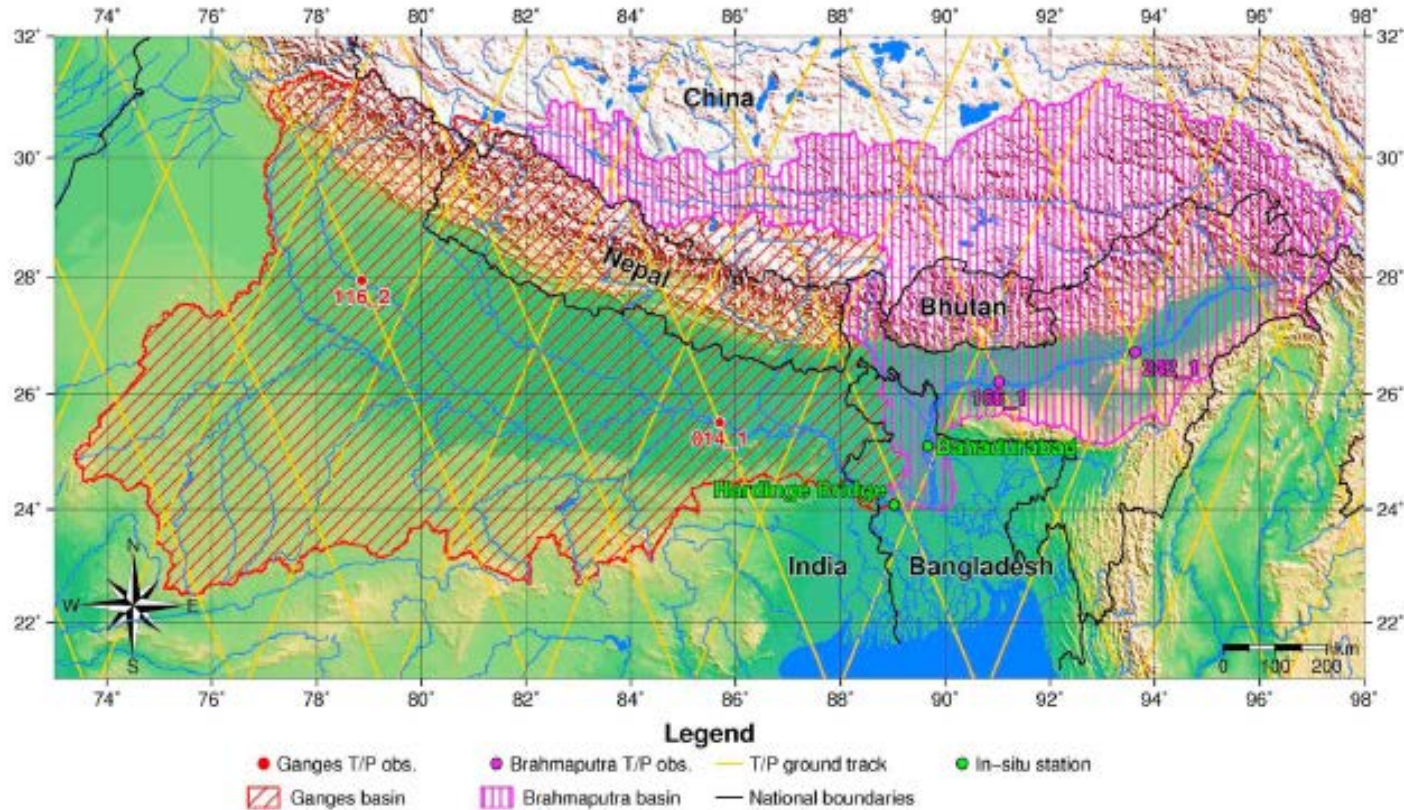 74° 76° 78° 80° 82° 84° 86° 88° 90° 92° 94° 96° 98°
32° 32°
China
30° 30°
28° 28°
Nepal
116_2
Bhutan
242_1
26° 26°
166_1
014_1
Bahadurabad
Hardinge Bridge
24° 24°
N
India Bangladesh
W E
22° 22°
S
km
0 100 200
74° 76° 78° 80° 82° 84° 86° 88° 90° 92° 94° 96° 98°
Legend
Ganges T/P obs. Brahmaputra T/P obs. T/P ground track In-situ station
Ganges basin Brahmaputra basin National boundaries